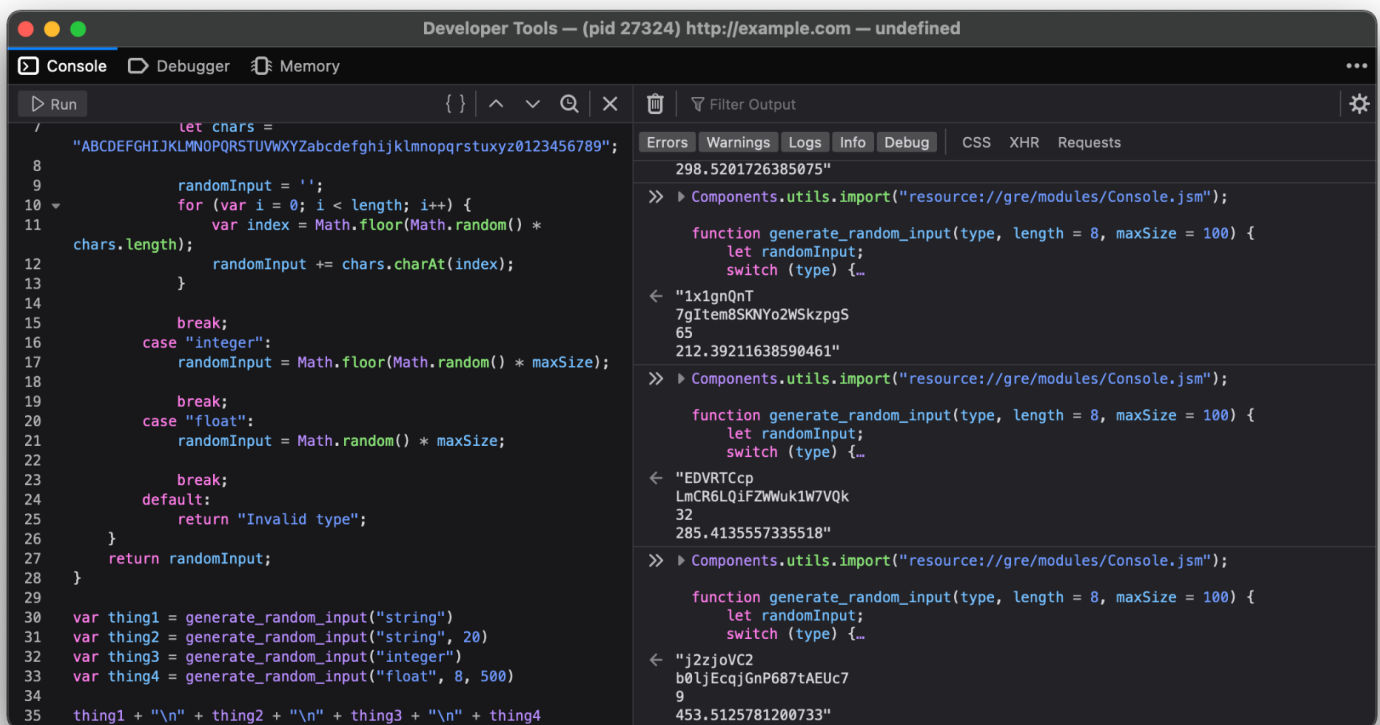 Developer Tools — (pid 27324) http://example.com — undefined
Console Debugger Memory
Run { }
7 let chars =
"ABCDEFGHIJKLMNOPQRSTUVWXYZabcdefghijklmnopqrstuxyz0123456789";
8
9 randomInput = '';
10 for (var i = 0; i < length; i++) {
11 var index = Math.floor(Math.random() *
chars.length);
12 randomInput += chars.charAt(index);
13 }
14
15 break;
16 case "integer":
17 randomInput = Math.floor(Math.random() * maxSize);
18
19 break;
20 case "float":
21 randomInput = Math.random() * maxSize;
22
23 break;
24 default:
25 return "Invalid type";
26 }
27 return randomInput;
28 }
29
30 var thing1 = generate_random_input("string")
31 var thing2 = generate_random_input("string", 20)
32 var thing3 = generate_random_input("integer")
33 var thing4 = generate_random_input("float", 8, 500)
34
35 thing1 + "\n" + thing2 + "\n" + thing3 + "\n" + thing4
Filter Output
Errors Warnings Logs Info Debug CSS XHR Requests
298.5201726385075"
Components.utils.import("resource://gre/modules/Console.jsm");
function generate_random_input(type, length = 8, maxSize = 100) {
let randomInput;
switch (type) {…
"1x1gnQnT
7gItem8SKNYo2WSkzpgS
65
212.39211638590461"
Components.utils.import("resource://gre/modules/Console.jsm");
function generate_random_input(type, length = 8, maxSize = 100) {
let randomInput;
switch (type) {…
"EDVRTCcp
LmCR6LQiFZWWuk1W7VQk
32
285.4135557335518"
Components.utils.import("resource://gre/modules/Console.jsm");
function generate_random_input(type, length = 8, maxSize = 100) {
let randomInput;
switch (type) {…
"j2zjoVC2
b0ljEcqjGnP687tAEUc7
9
453.5125781200733"